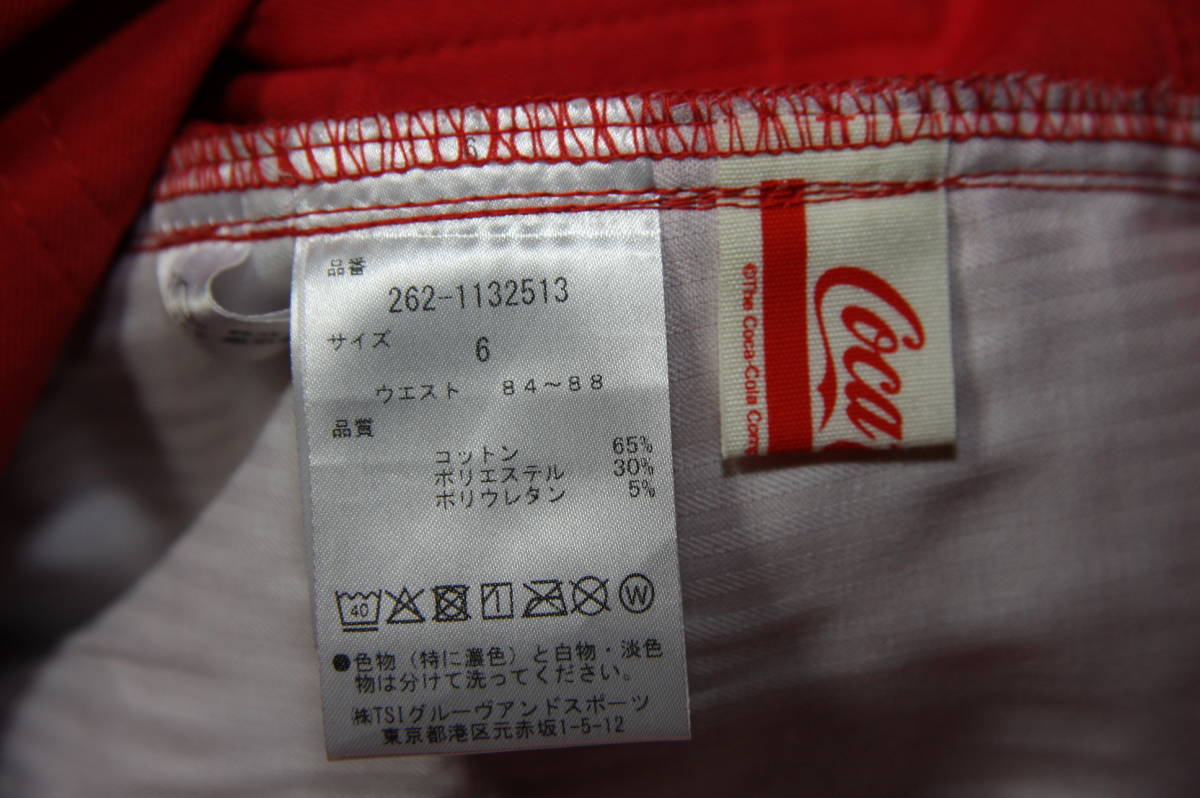 6
品番
262-1132513
サイズ
6
ウエスト 84～88
品質
コットン 65%
ポリエステル 30%
ポリウレタン 5%
40
W
●色物（特に濃色）と白物・淡色
物は分けて洗ってください。
㈱TSIグルーヴアンドスポーツ
東京都港区元赤坂1-5-12
Coca
©The Coca-Cola Comp